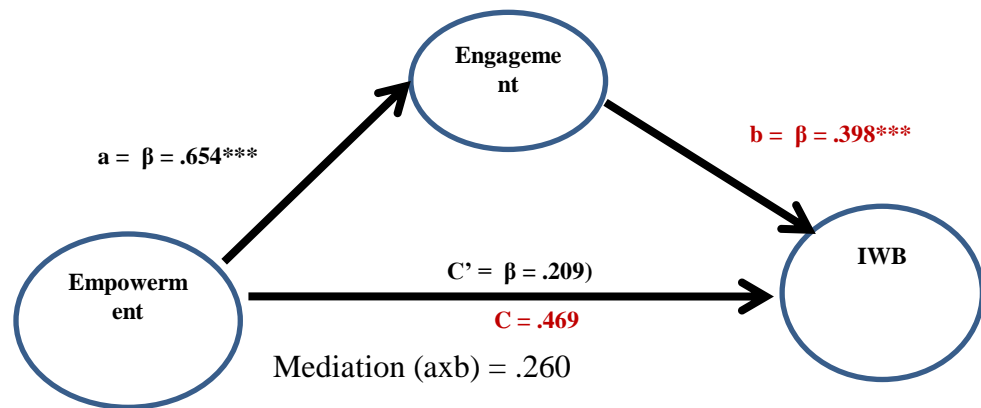 Engageme
nt
a =  β = .654***
b =  β = .398***
Empowerm
ent
IWB
C’ =  β = .209)
C = .469
Mediation (axb) = .260